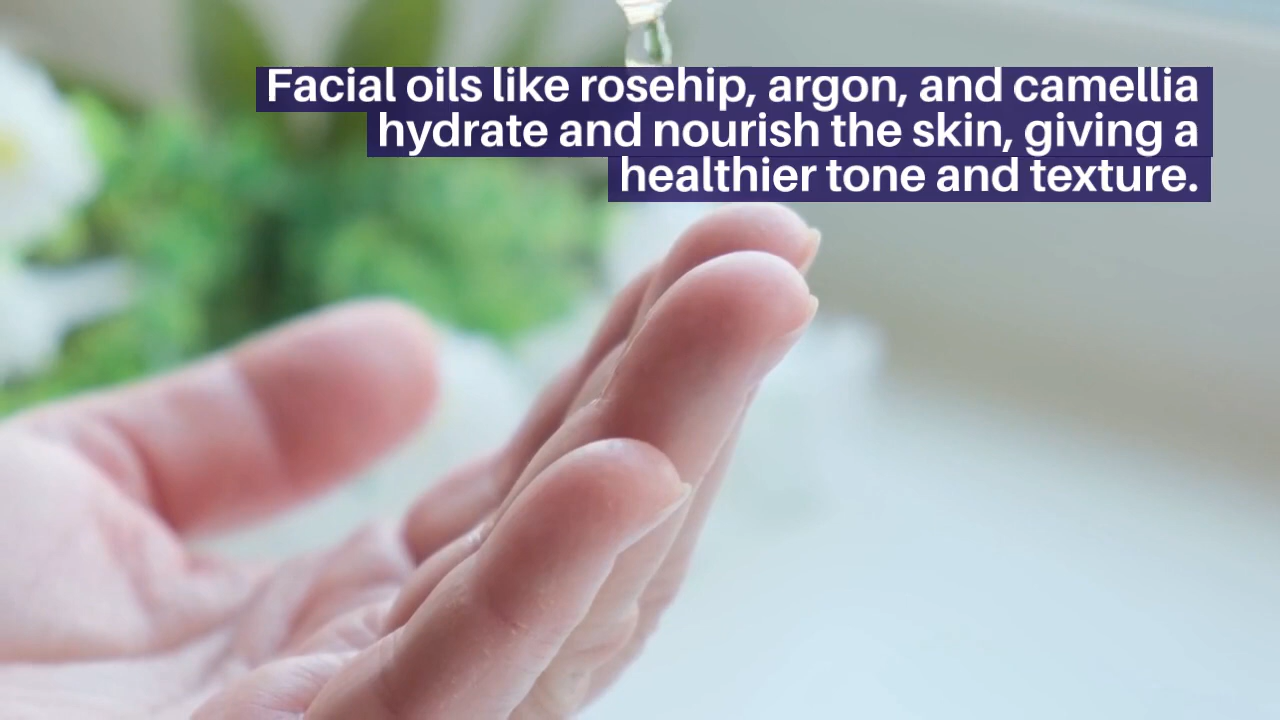 Facial oils like rosehip, argon, and camellia
hydrate and nourish the skin, giving a
healthier tone and texture.